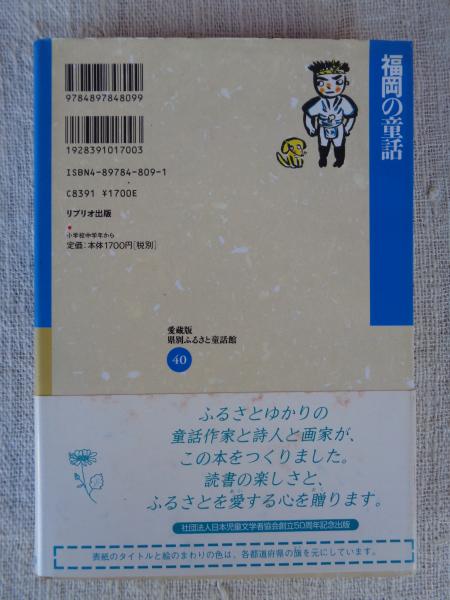 福岡の童話
9784897848099
1928391017003
ISBN4-89784-809-1
C8391 ¥1700E
リブリオ出版
小学校中学年から
定価：本体1700円[税別]
愛蔵版
県別ふるさと童話館
40
ふるさとゆかりの
童話作家と詩人と画家が、
この本をつくりました。
読書の楽しさと、
ふるさとを愛する心を贈ります。
社団法人日本児童文学者協会創立50周年記念出版
表紙のタイトルと絵のまわりの色は、各都道府県の旗を元にしています。